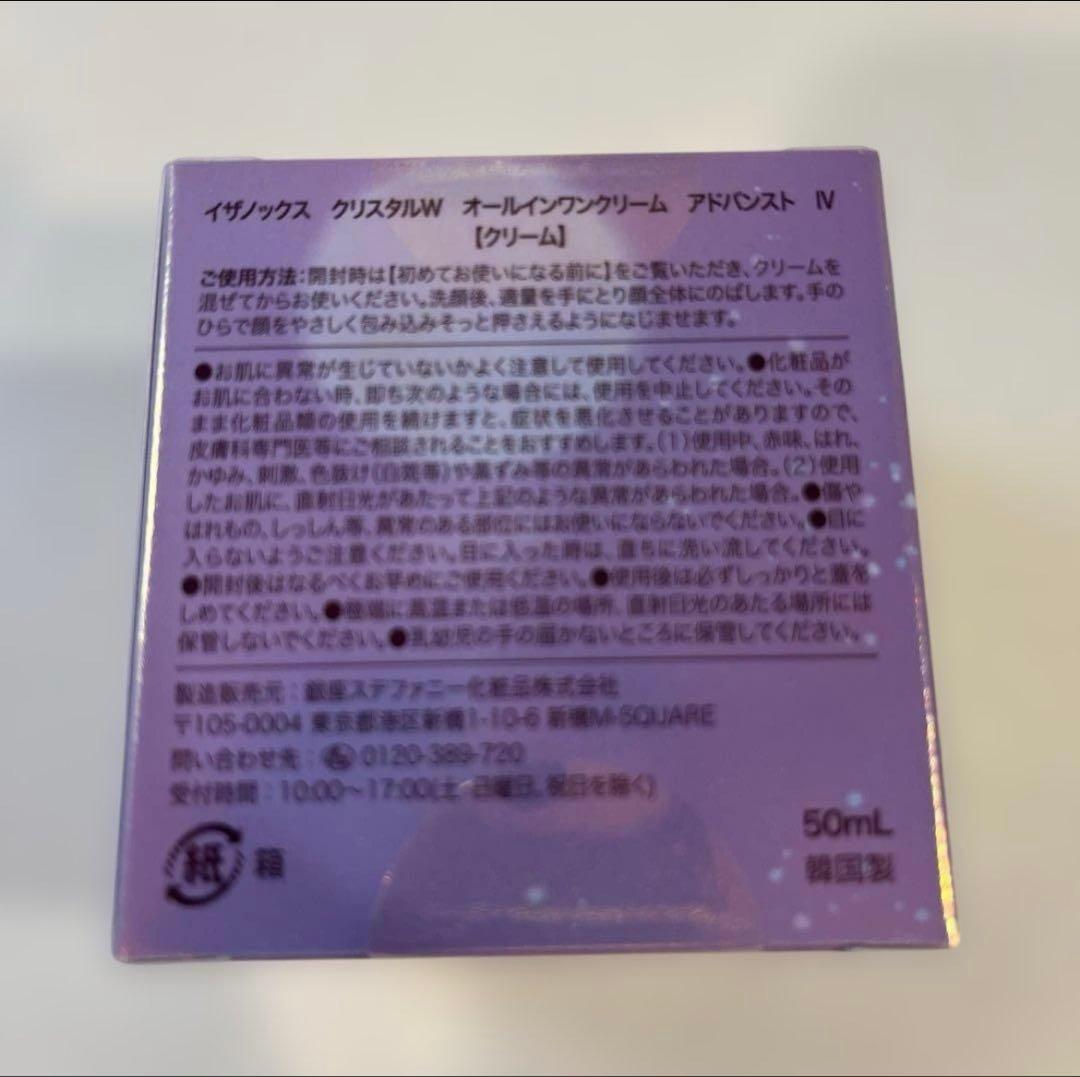 イザノックス　クリスタルW　オールインワンクリーム　アドバンスト　Ⅳ
【クリーム】
ご使用方法：開封時は【初めてお使いになる前に】をご覧いただき、クリームを
混ぜてからお使いください。洗顔後、適量を手にとり顔全体にのばします。手の
ひらで顔をやさしく包み込みそっと押さえるようになじませます。
●お肌に異常が生じていないかよく注意して使用してください。●化粧品が
お肌に合わない時、即ち次のような場合には、使用を中止してください。その
まま化粧品類の使用を続けますと、症状を悪化させることがありますので、
皮膚科専門医等にご相談されることをおすすめします。（1）使用中、赤味、はれ、
かゆみ、刺激、色抜け（白斑等）や黒ずみ等の異常があらわれた場合。（2）使用
したお肌に、直射日光があたって上記のような異常があらわれた場合。●傷や
はれもの、しっしん等、異常のある部位にはお使いにならないでください。●目に
入らないようご注意ください。目に入った時は、直ちに洗い流してください。
●開封後はなるべくお早めにご使用ください。●使用後は必ずしっかりと蓋を
しめてください。●極端に高温または低温の場所、直射日光のあたる場所には
保管しないでください。●乳幼児の手の届かないところに保管してください。
製造販売元：銀座ステファニー化粧品株式会社
〒105-0004 東京都港区新橋1-10-6 新橋M-SQUARE
問い合わせ先：0120-389-720
受付時間：10:00～17:00(土・日曜日、祝日を除く)
50mL
紙 箱
韓国製